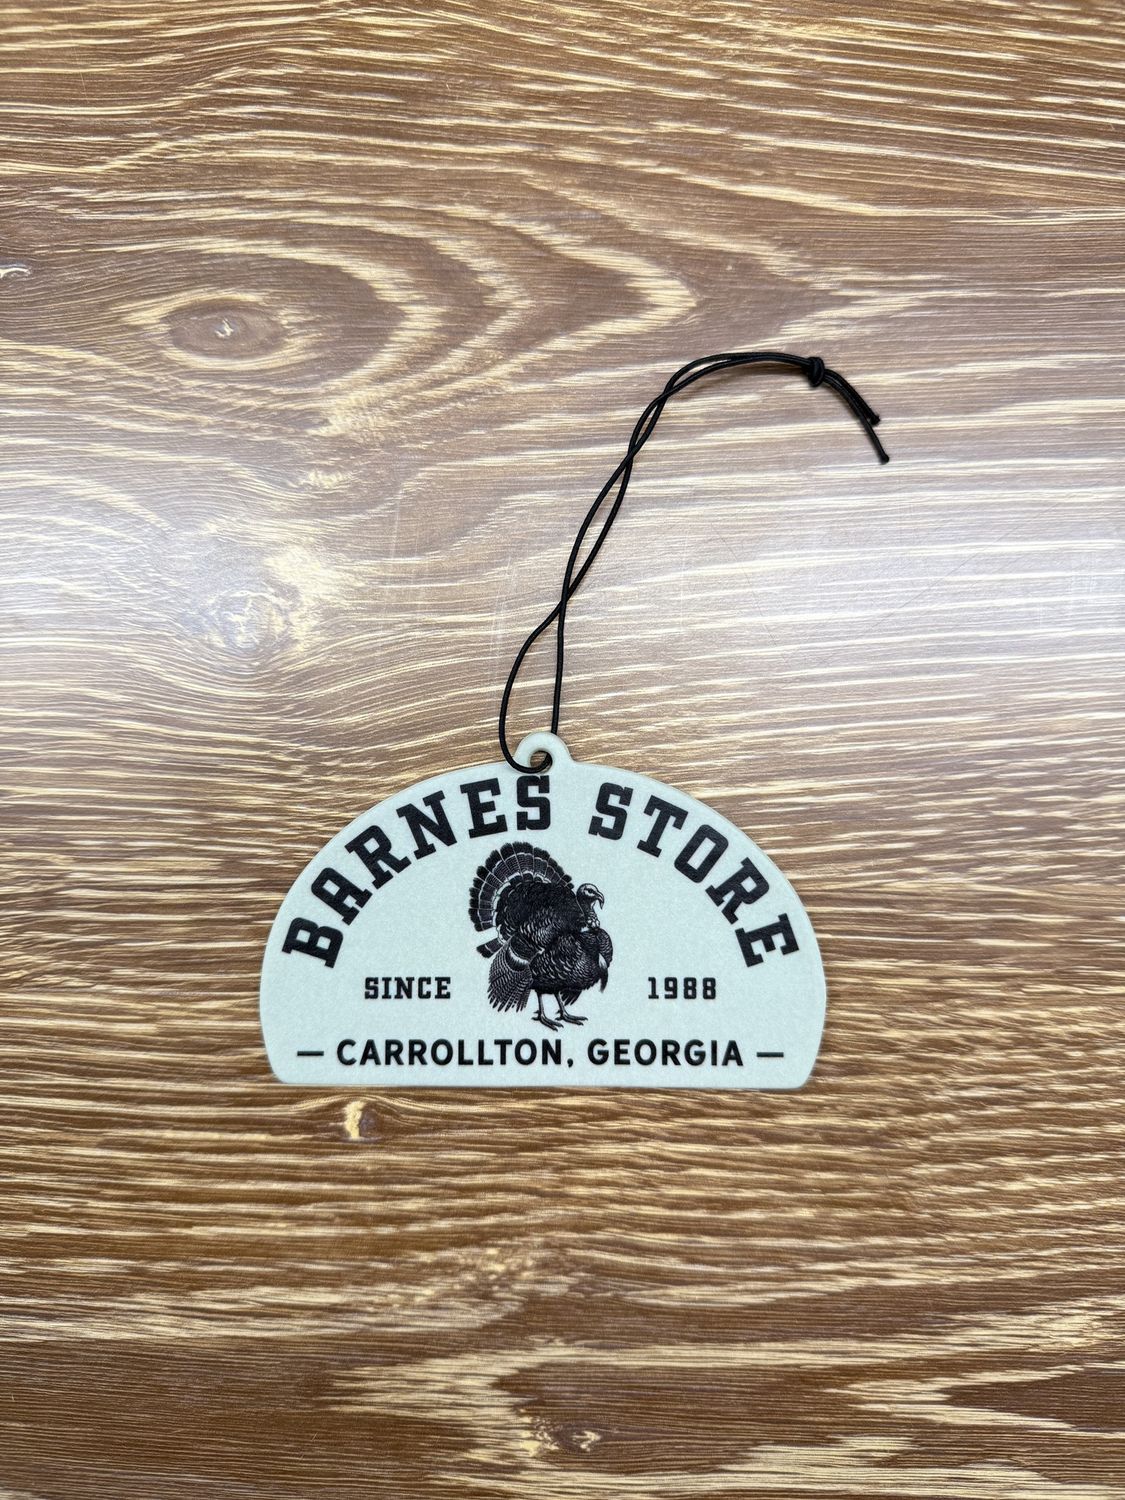 BARNES STORE
SINCE 1988
— CARROLLTON, GEORGIA —